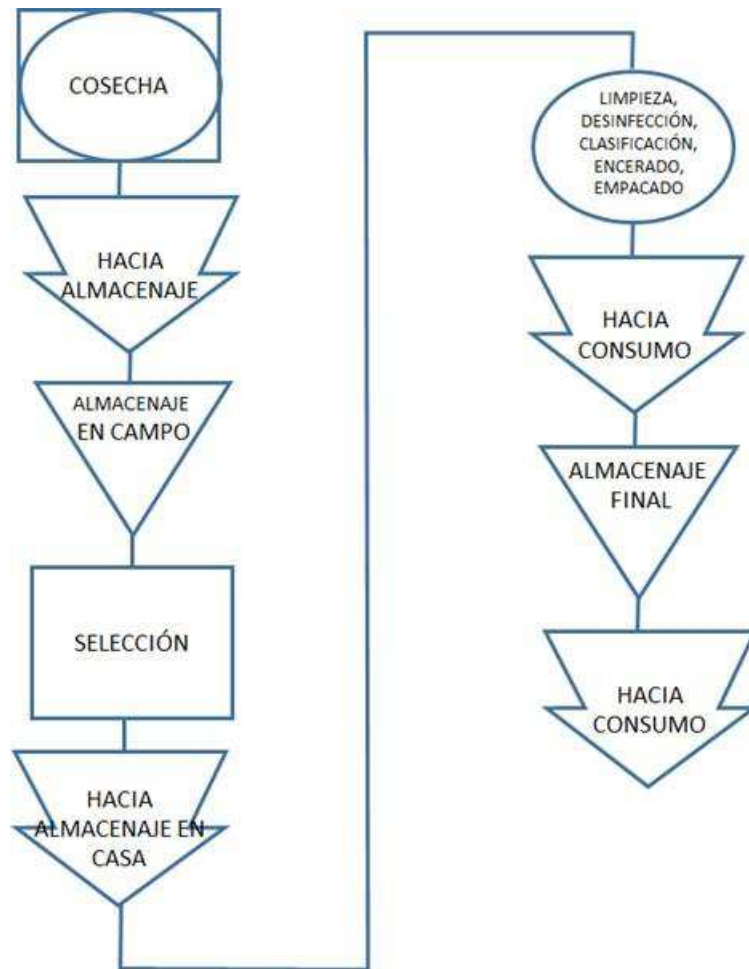 COSECHA
HACIA
ALMACENAJE
ALMACENAJE
EN CAMPO
SELECCIÓN
HACIA
ALMACENAJE EN
CASA
LIMPIEZA,
DESINFECCIÓN,
CLASIFICACIÓN,
ENCERADO,
EMPACADO
HACIA
CONSUMO
ALMACENAJE
FINAL
HACIA
CONSUMO